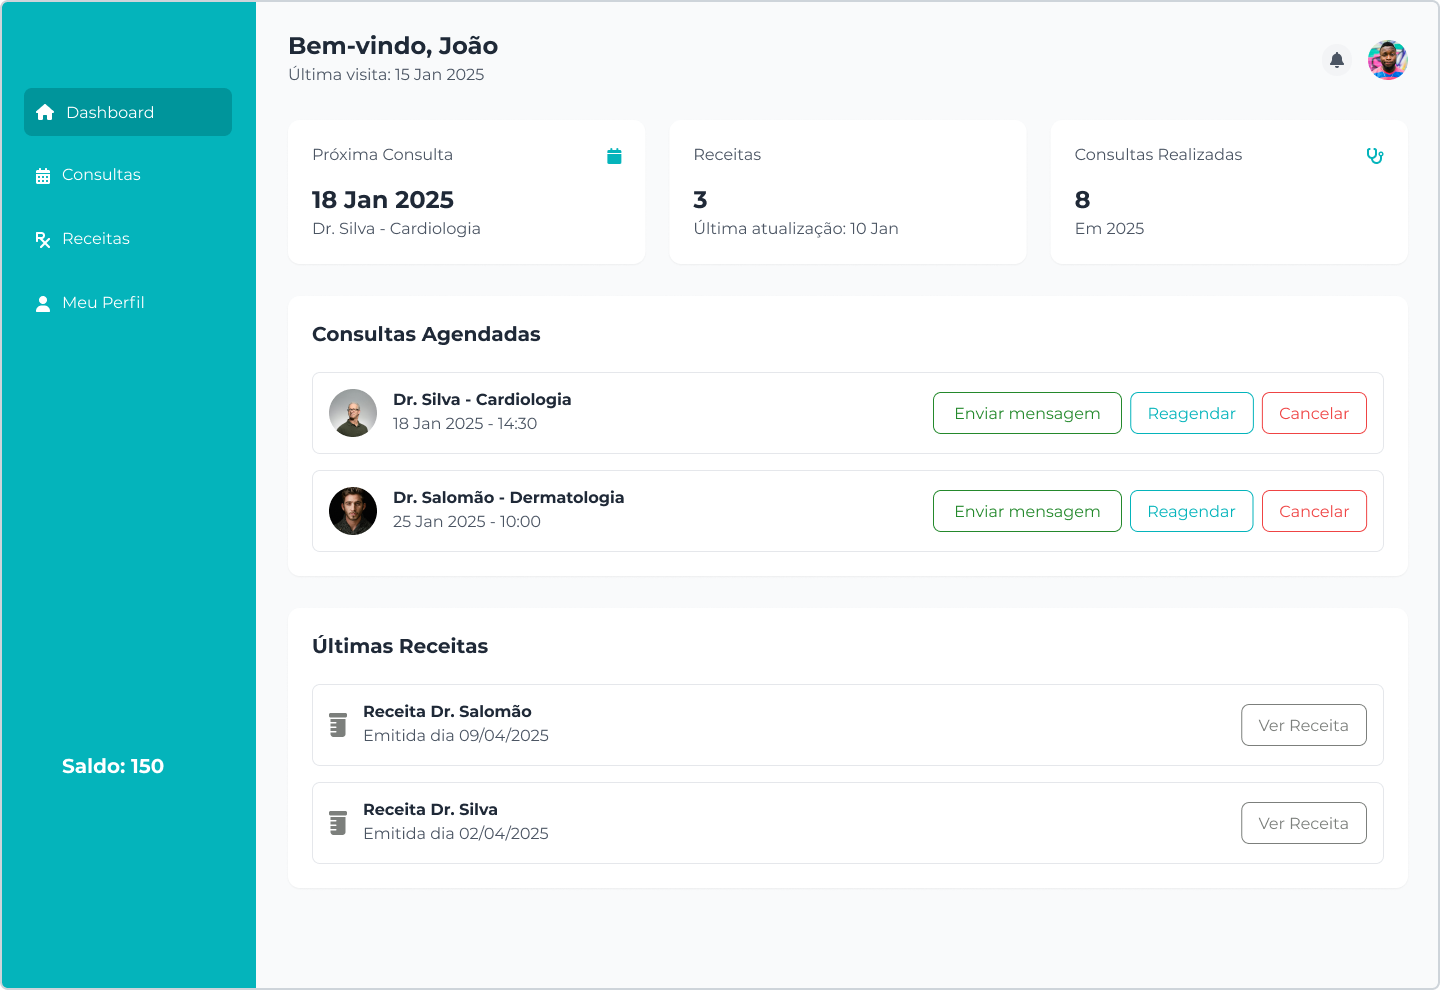 Dashboard
Consultas
Receitas
Meu Perfil
Saldo: 150
Bem-vindo, João
Última visita: 15 Jan 2025
Próxima Consulta
18 Jan 2025
Dr. Silva - Cardiologia
Receitas
3
Última atualização: 10 Jan
Consultas Realizadas
8
Em 2025
Consultas Agendadas
Dr. Silva - Cardiologia
18 Jan 2025 - 14:30
Enviar mensagem
Reagendar
Cancelar
Dr. Salomão - Dermatologia
25 Jan 2025 - 10:00
Enviar mensagem
Reagendar
Cancelar
Últimas Receitas
Receita Dr. Salomão
Emitida dia 09/04/2025
Ver Receita
Receita Dr. Silva
Emitida dia 02/04/2025
Ver Receita